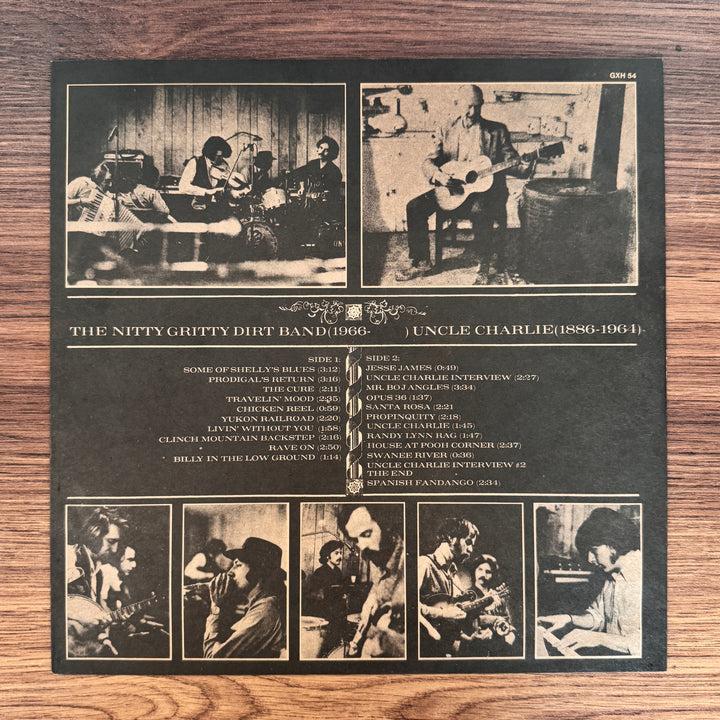 GXH 54
THE NITTY GRITTY DIRT BAND(1966- ) UNCLE CHARLIE(1886-1964)
SIDE 1:
SOME OF SHELLY'S BLUES (3:12)
PRODIGAL'S RETURN (3:16)
THE CURE (2:11)
TRAVELIN' MOOD (2:35)
CHICKEN REEL (0:59)
YUKON RAILROAD (2:20)
LIVIN' WITHOUT YOU (1:58)
CLINCH MOUNTAIN BACKSTEP (2:16)
RAVE ON (2:50)
BILLY IN THE LOW GROUND (1:14)
SIDE 2:
JESSE JAMES (0:49)
UNCLE CHARLIE INTERVIEW (2:27)
MR. BOJANGLES (3:34)
OPUS 36 (1:37)
SANTA ROSA (2:21
PROPINQUITY (2:18)
UNCLE CHARLIE (1:45)
RANDY LYNN RAG (1:47)
HOUSE AT POOH CORNER (2:37)
SWANEE RIVER (0:36)
UNCLE CHARLIE INTERVIEW #2
THE END
SPANISH FANDANGO (2:34)